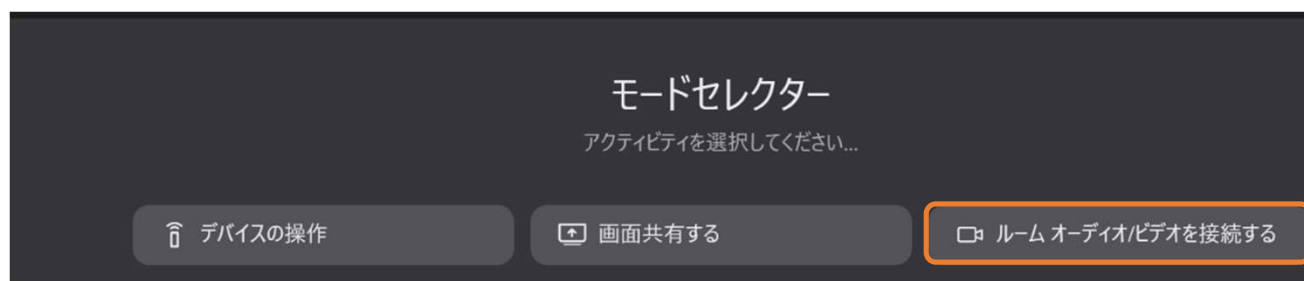 モードセレクター
アクティビティを選択してください...
デバイスの操作
画面共有する
ルーム オーディオ/ビデオを接続する